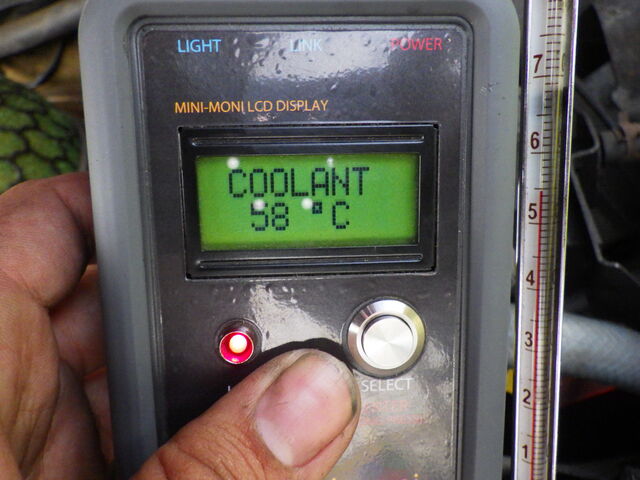 LIGHT LINK POWER
MINI-MONI LCD DISPLAY
COOLANT
58 °C
SELECT
7
6
5
4
3
2
1